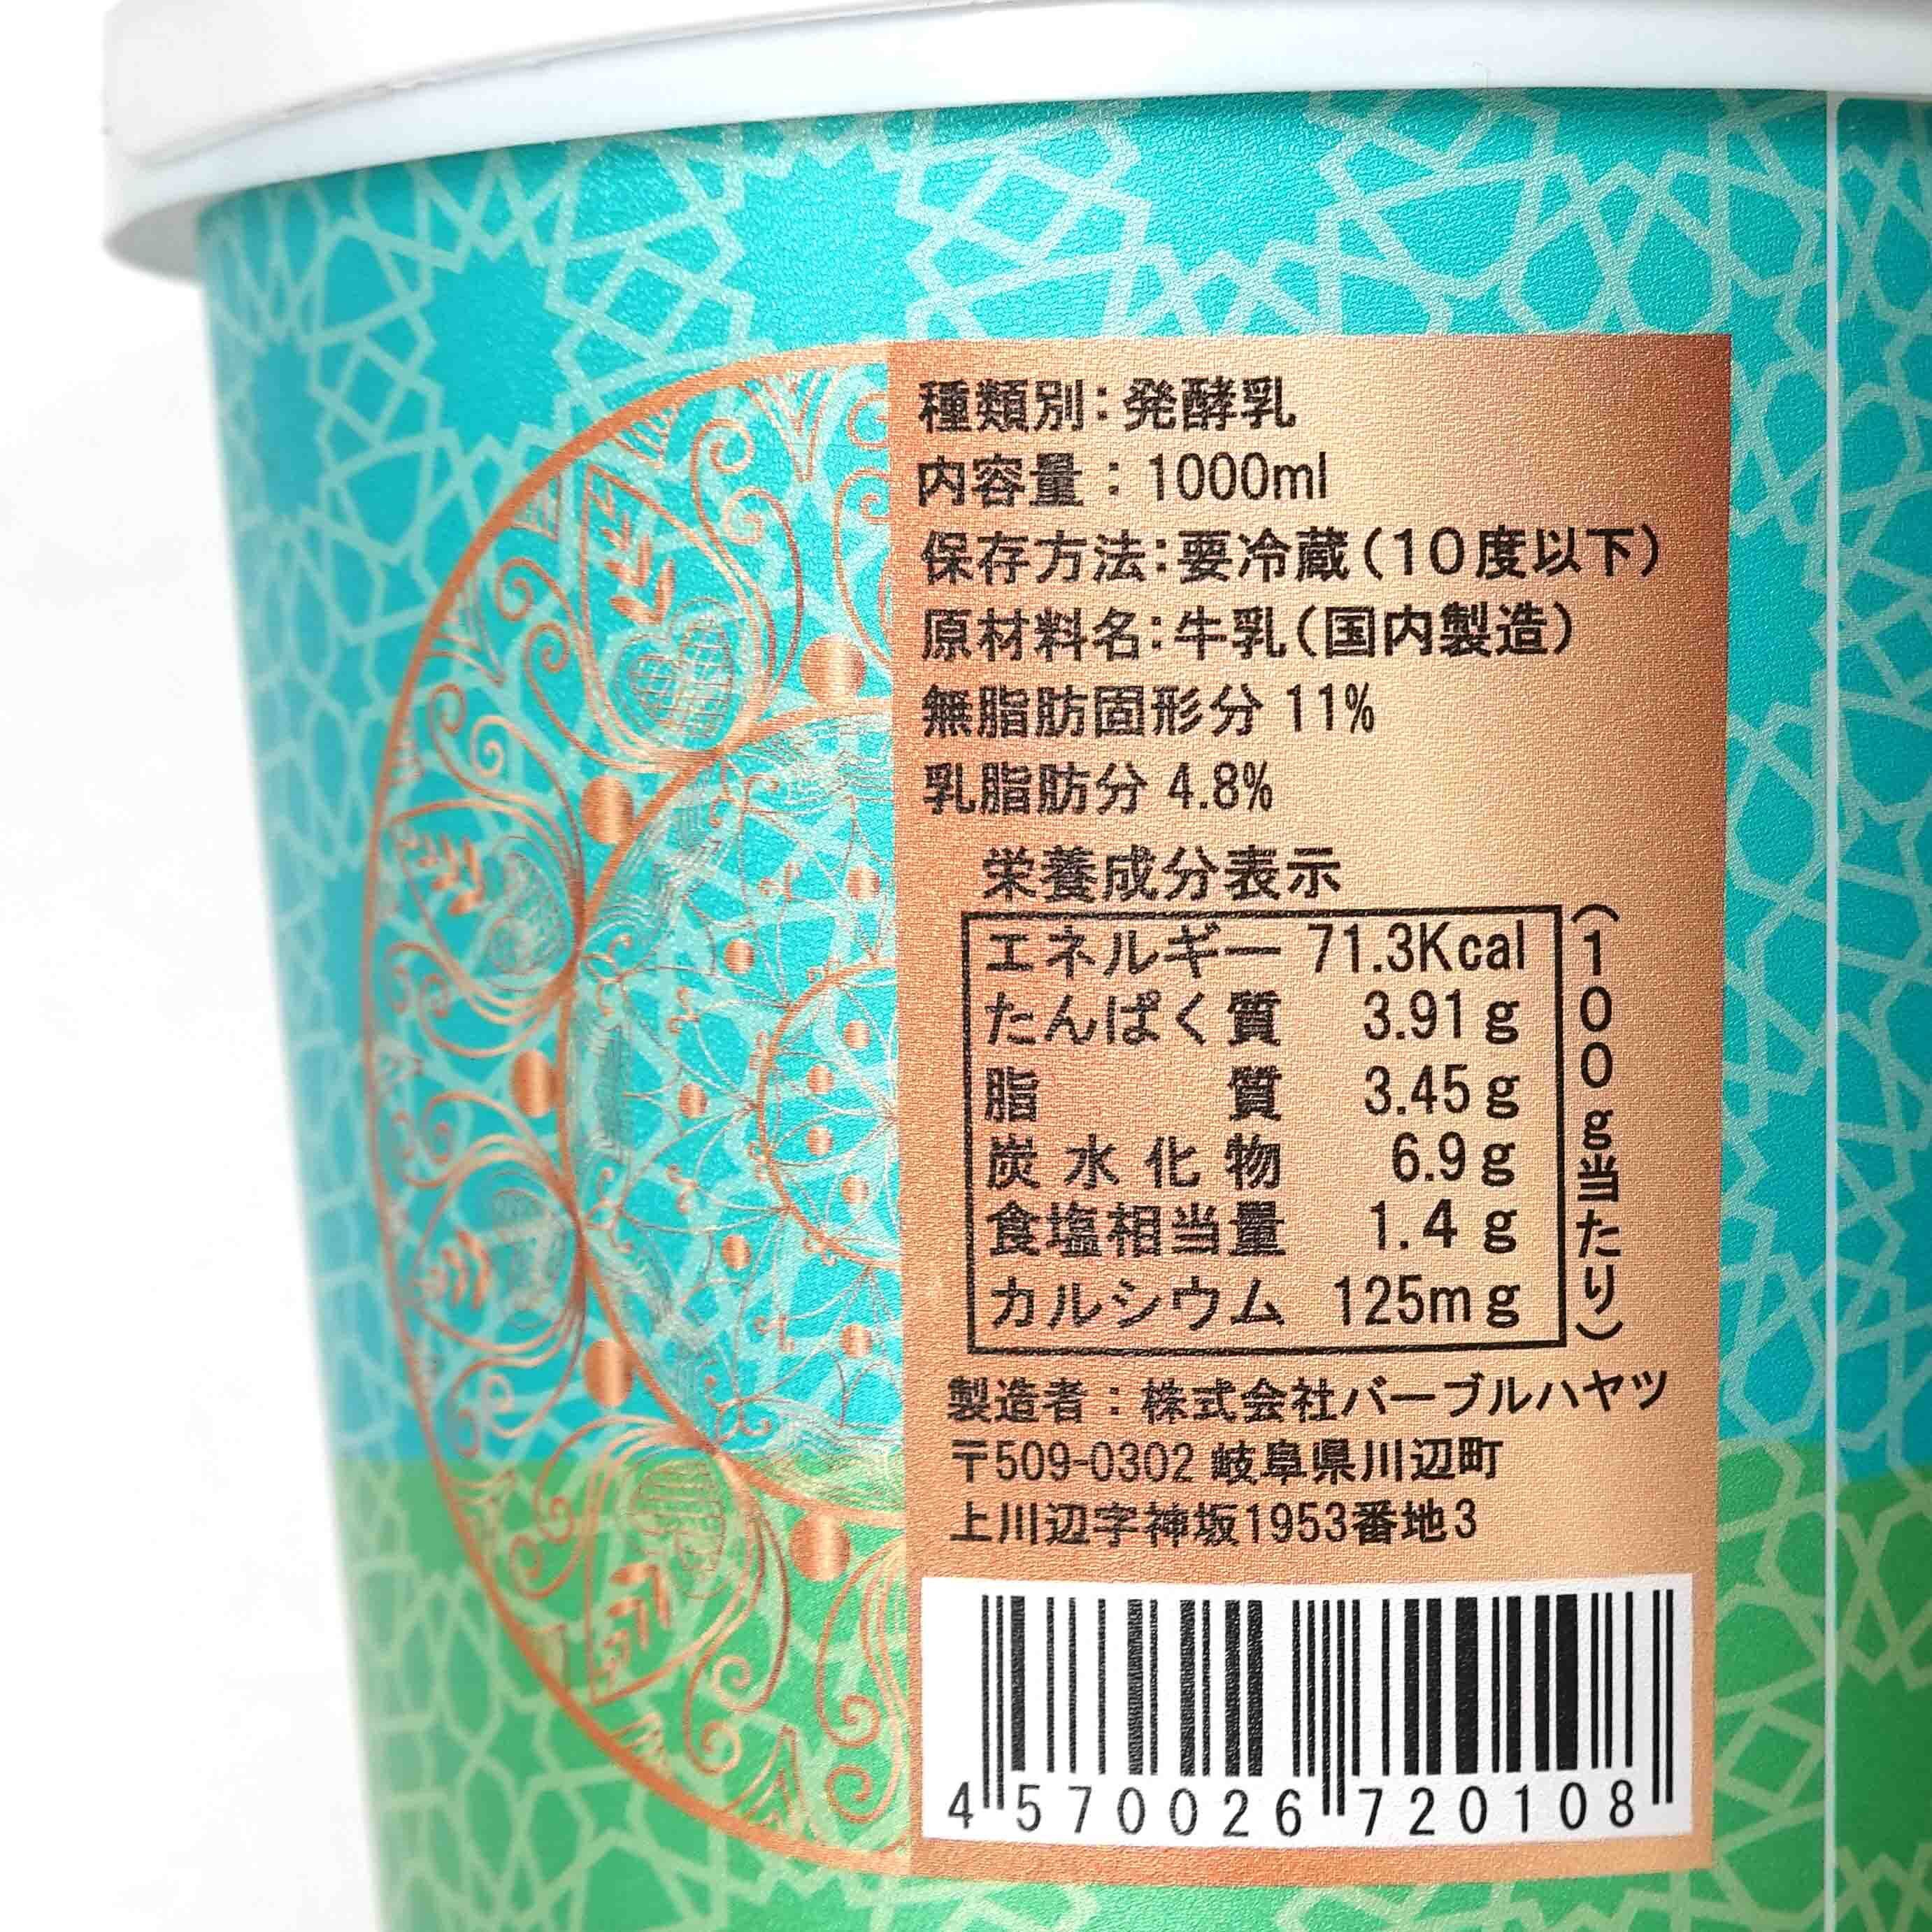 種類別：発酵乳
内容量：1000ml
保存方法：要冷蔵（10度以下）
原材料名：牛乳（国内製造）
無脂肪固形分 11%
乳脂肪分 4.8%
栄養成分表示
（100g当たり）
エネルギー 71.3Kcal
たんぱく質 3.91g
脂質 3.45g
炭水化物 6.9g
食塩相当量 1.4g
カルシウム 125mg
製造者：株式会社バーブルハヤツ
〒509-0302 岐阜県川辺町
上川辺字神坂1953番地3
4 570026 720108